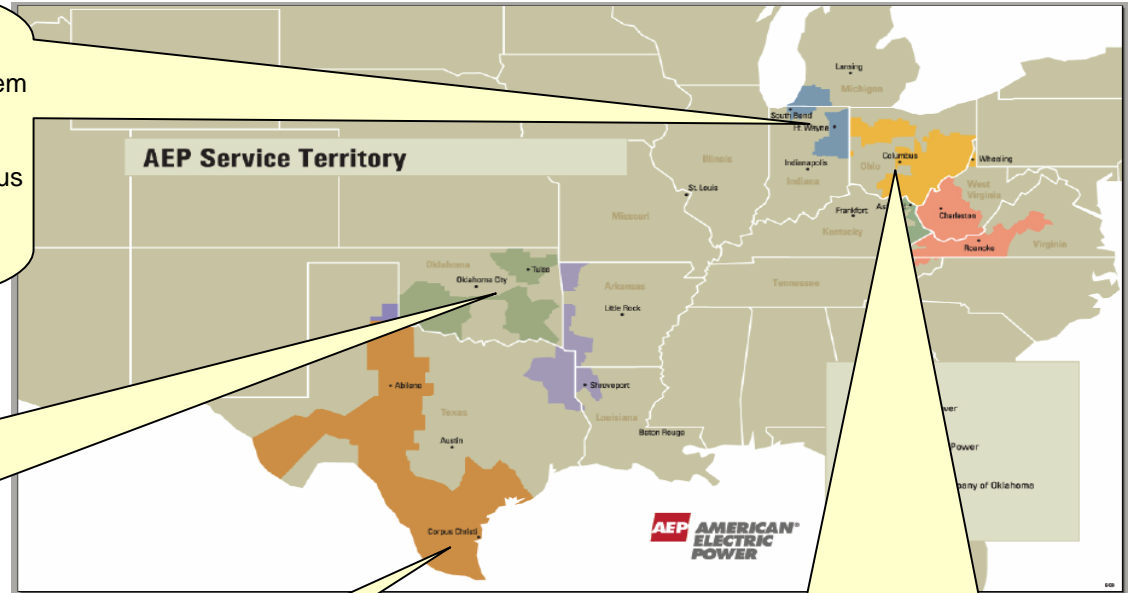 em
us
AEP Service Territory
Lansing
Michigan
South Bend
Ft. Wayne
Illinois
Indianapolis
Indiana
Ohio
Columbus
Wheeling
St. Louis
West
Virginia
Missouri
Frankfort
As
Charleston
Kentucky
Roanoke
Virginia
Oklahoma
Tulsa
Oklahoma City
Arkansas
Tennessee
Little Rock
Abilene
Shreveport
Texas
Louisiana
Austin
Baton Rouge
wer
Power
pany of Oklahoma
Corpus Christi
AEP AMERICAN®
ELECTRIC
POWER